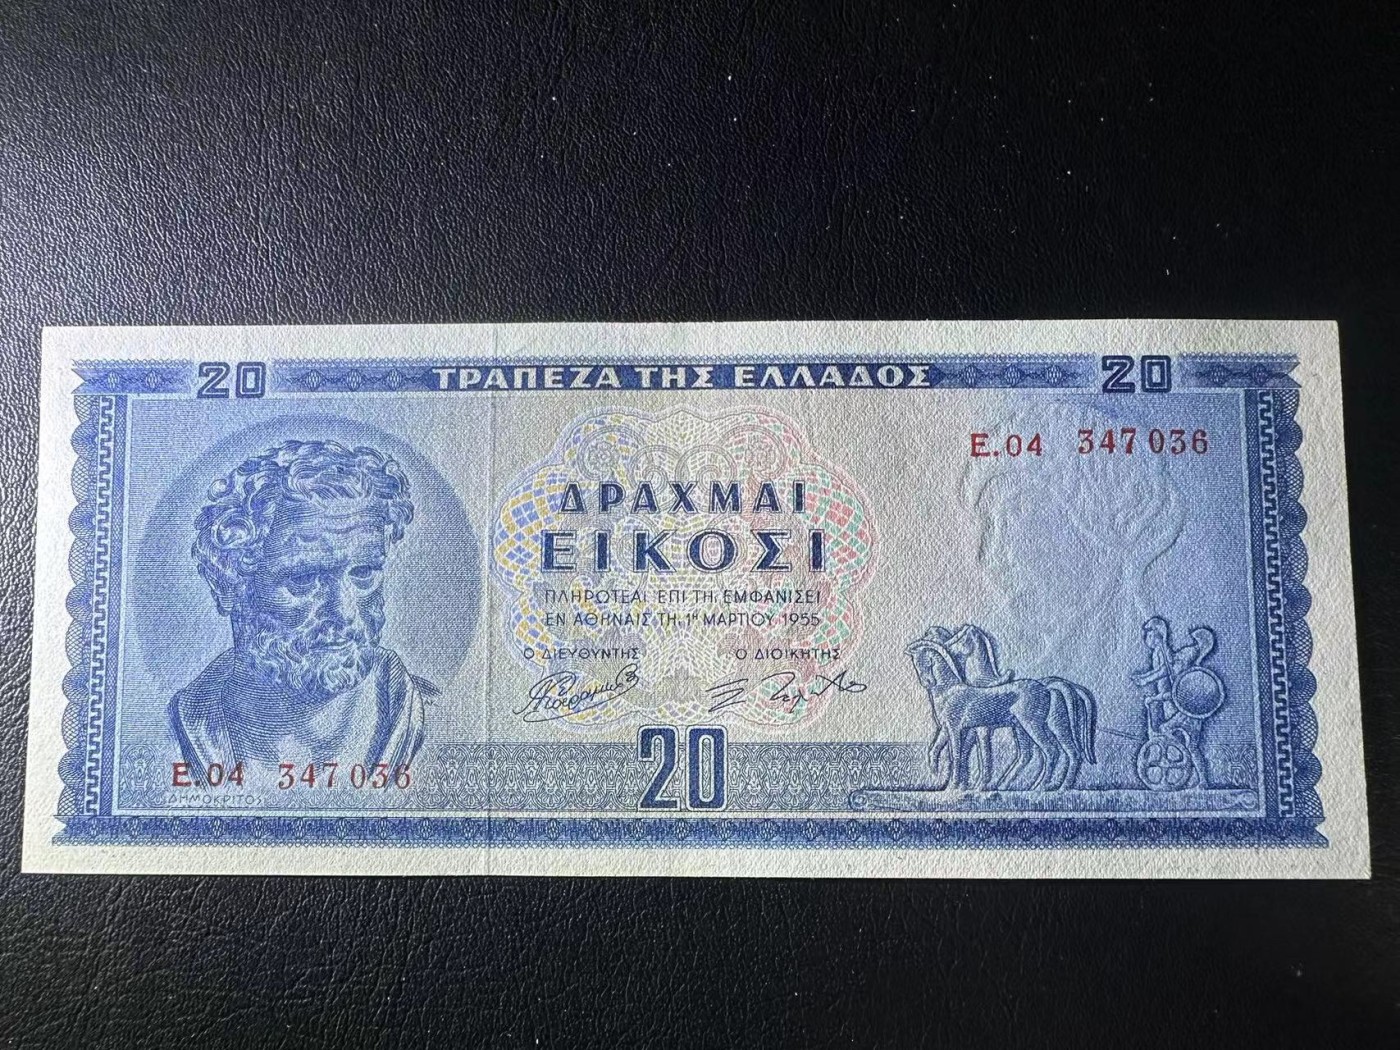 20 ΤΡΑΠΕΖΑ ΤΗΣ ΕΛΛΑΔΟΣ 20
E.04 347036
ΔΡΑΧΜΑΙ
ΕΙΚΟΣΙ
ΠΛΗΡΩΤΕΑΙ ΕΠΙ ΤΗ ΕΜΦΑΝΙΣΕΙ
ΕΝ ΑΘΗΝΑΙΣ ΤΗ, 1ῃ ΜΑΡΤΙΟΥ 1955
Ο ΔΙΕΥΘΥΝΤΗΣ Ο ΔΙΟΙΚΗΤΗΣ
20
E.04 347036
ΔΗΜΟΚΡΙΤΟΣ